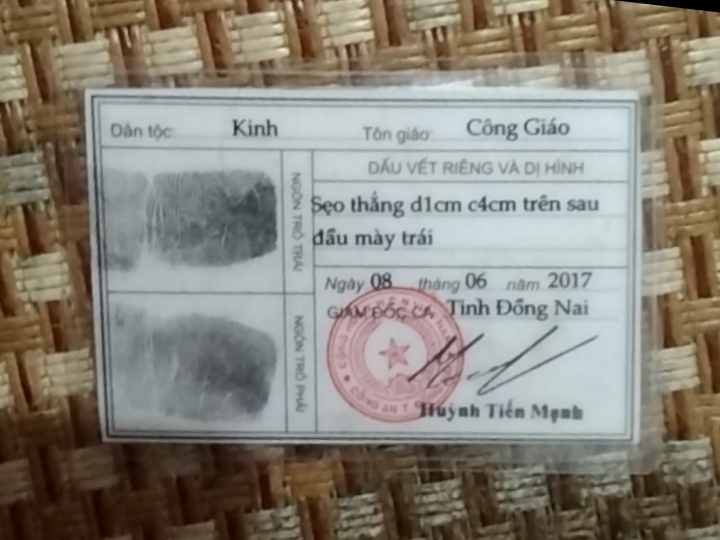 Dân tộc: Kinh Tôn giáo: Công Giáo
DẤU VẾT RIÊNG VÀ DỊ HÌNH
NGÓN TRỎ TRÁI
Sẹo thẳng d1cm c4cm trên sau
đầu mày trái
Ngày 08 tháng 06 năm 2017
GIÁM ĐỐC CA Tỉnh Đồng Nai
NGÓN TRỎ PHẢI
CÔNG AN T
Huỳnh Tiến Mạnh